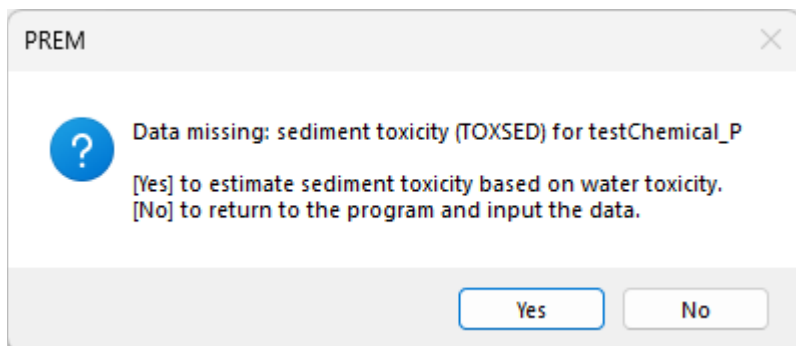 PREM
?
Data missing: sediment toxicity (TOXSED) for testChemical_P
[Yes] to estimate sediment toxicity based on water toxicity.
[No] to return to the program and input the data.
Yes
No